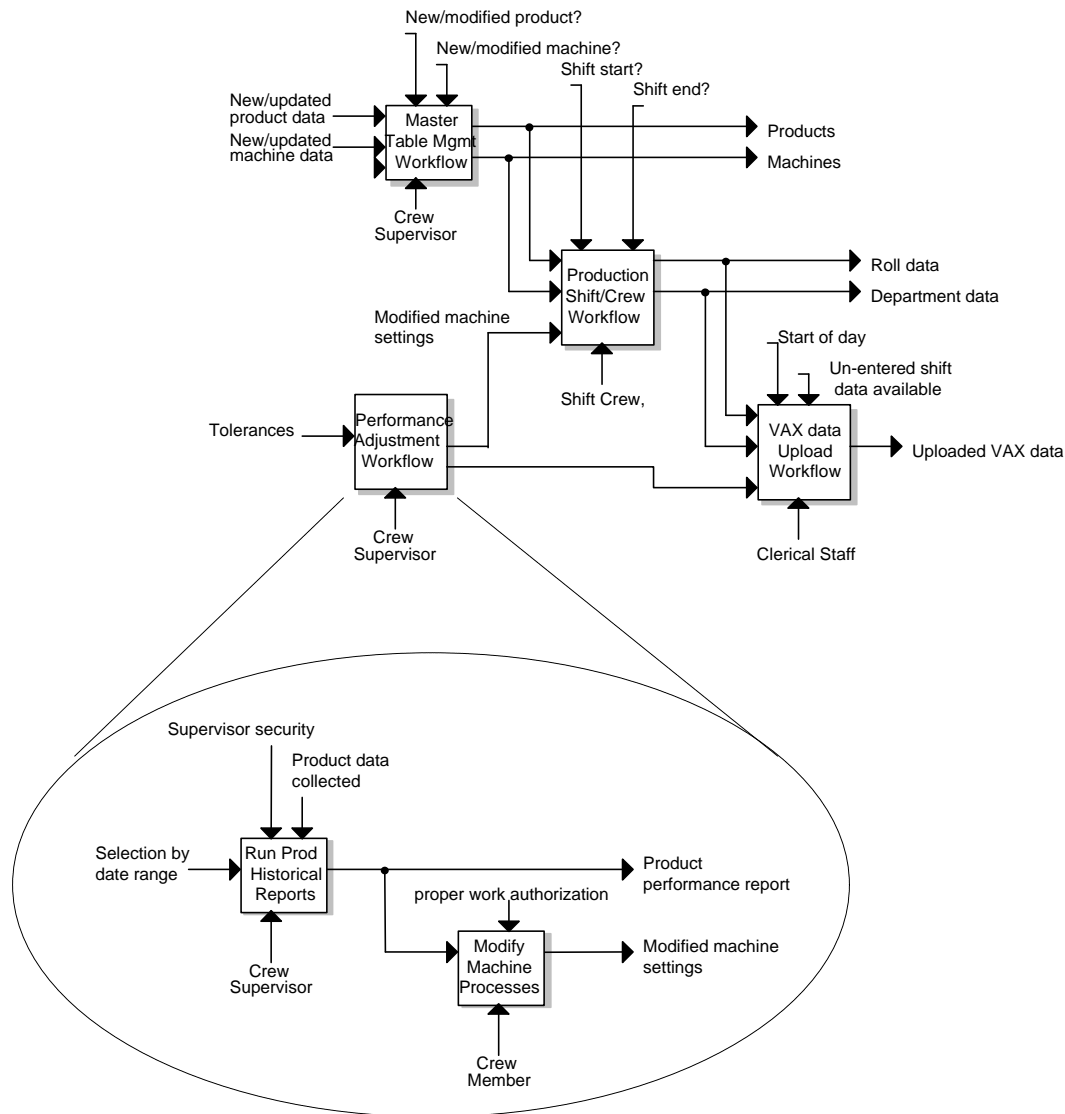 New/modified product?
New/modified machine?
Shift start?
Shift end?
New/updated
product data
New/updated
machine data
Master
Table Mgmt
Workflow
Products
Machines
Crew
Supervisor
Production
Shift/Crew
Workflow
Roll data
Department data
Modified machine
settings
Start of day
Un-entered shift
data available
Shift Crew,
Tolerances
Performance
Adjustment
Workflow
VAX data
Upload
Workflow
Uploaded VAX data
Crew
Supervisor
Clerical Staff
Supervisor security
Product data
collected
Selection by
date range
Run Prod
Historical
Reports
Product
performance report
proper work authorization
Modify
Machine
Processes
Modified machine
settings
Crew
Supervisor
Crew
Member